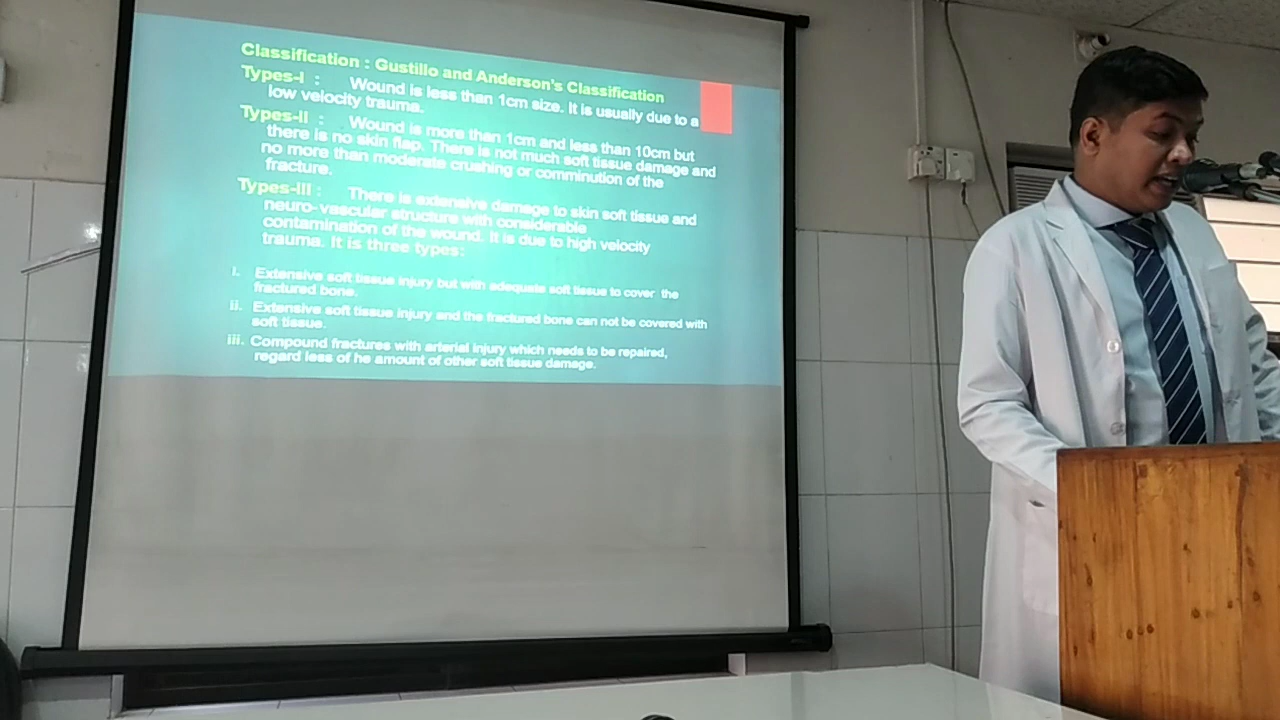 Classification : Gustillo and Anderson's Classification
Types-I : Wound is less than 1cm size. It is usually due to a
low velocity trauma.
Types-II : Wound is more than 1cm and less than 10cm but
there is no skin flap. There is not much soft tissue damage and
no more than moderate crushing or comminution of the
fracture.
Types-III : There is extensive damage to skin soft tissue and
neuro-vascular structure with considerable
contamination of the wound. It is due to high velocity
trauma. It is three types:
i. Extensive soft tissue injury but with adequate soft tissue to cover the
fractured bone.
ii. Extensive soft tissue injury and the fractured bone can not be covered with
soft tissue.
iii. Compound fractures with arterial injury which needs to be repaired,
regard less of he amount of other soft tissue damage.